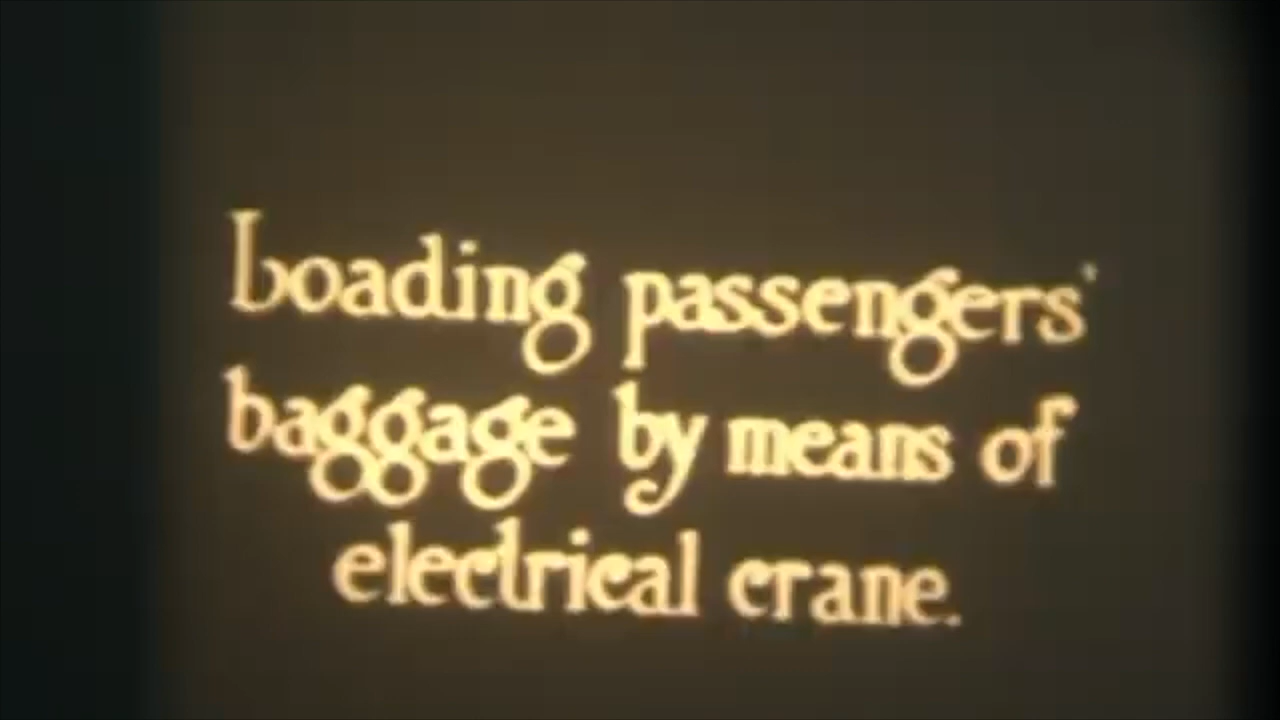 Loading passengers'
baggage by means of
electrical crane.